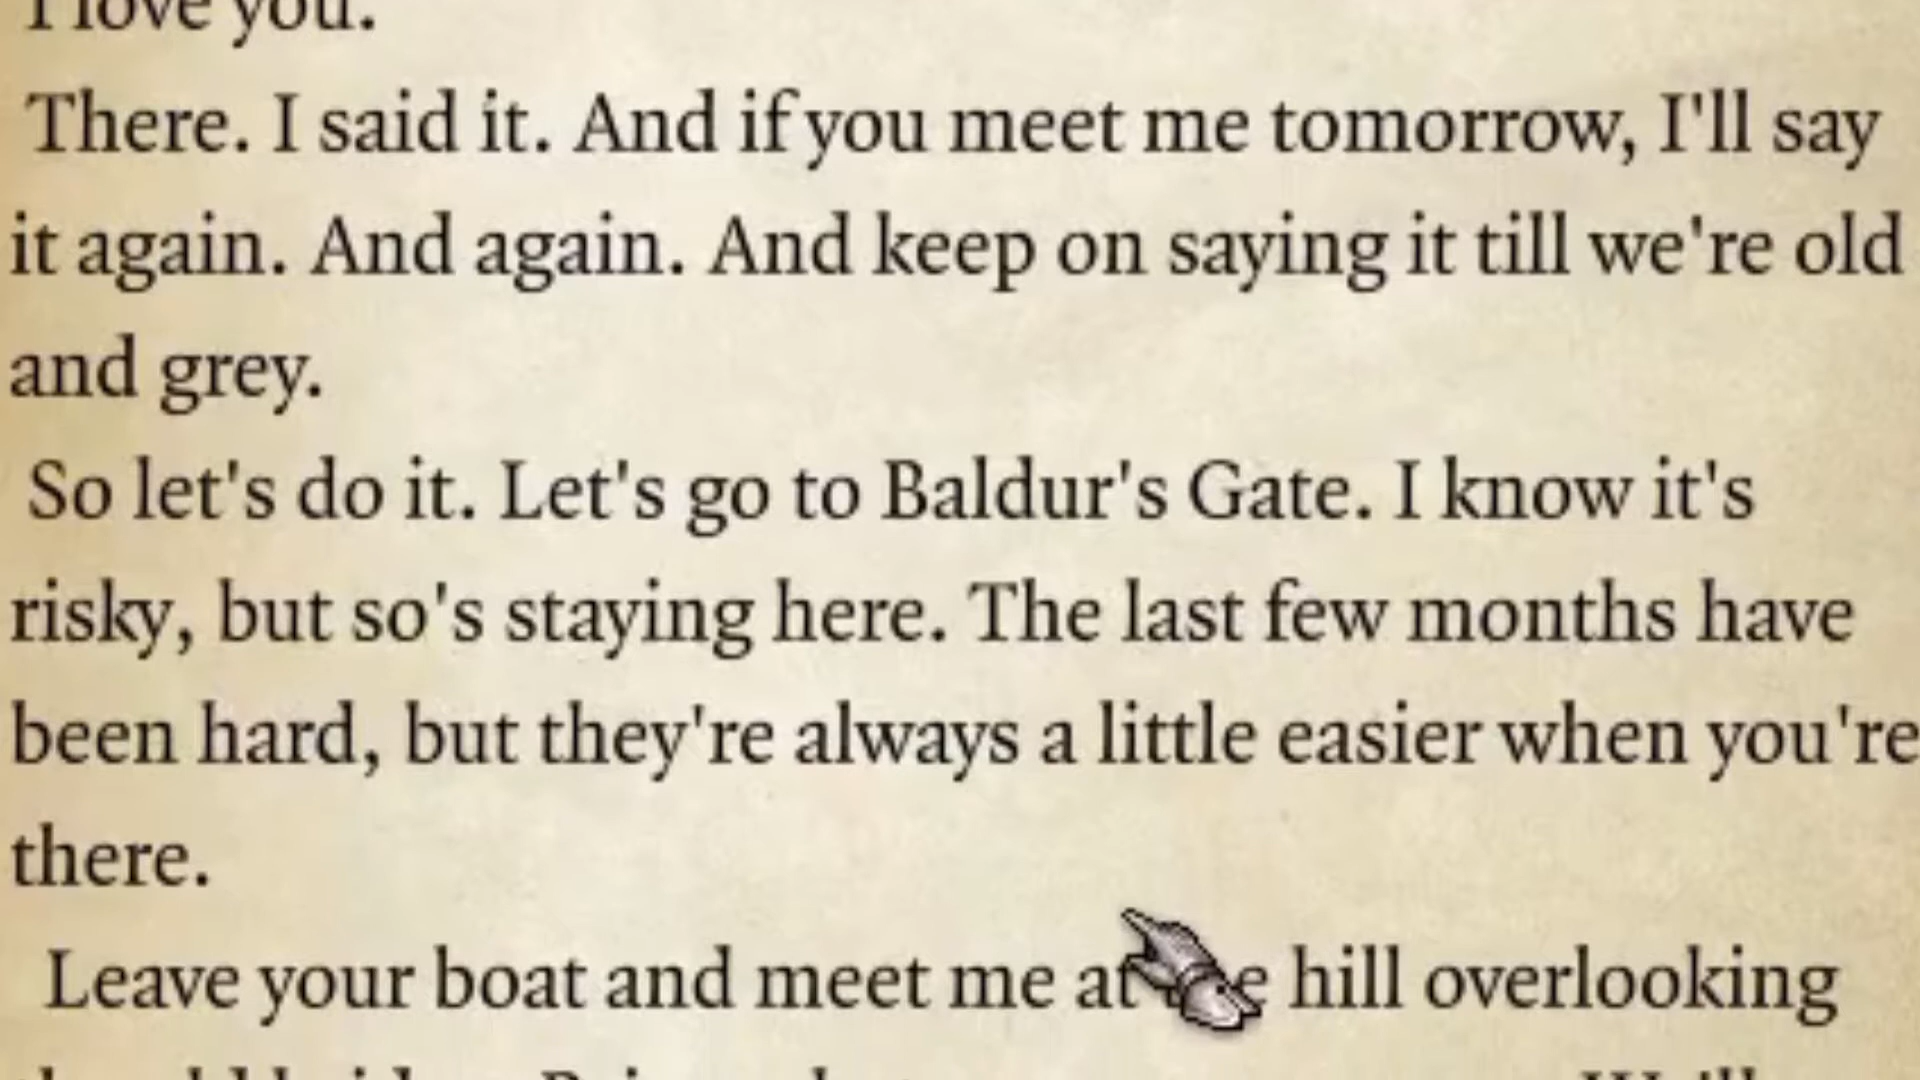 I love you.
There. I said it. And if you meet me tomorrow, I'll say
it again. And again. And keep on saying it till we're old
and grey.
So let's do it. Let's go to Baldur's Gate. I know it's
risky, but so's staying here. The last few months have
been hard, but they're always a little easier when you're
there.
Leave your boat and meet me at hill overlooking